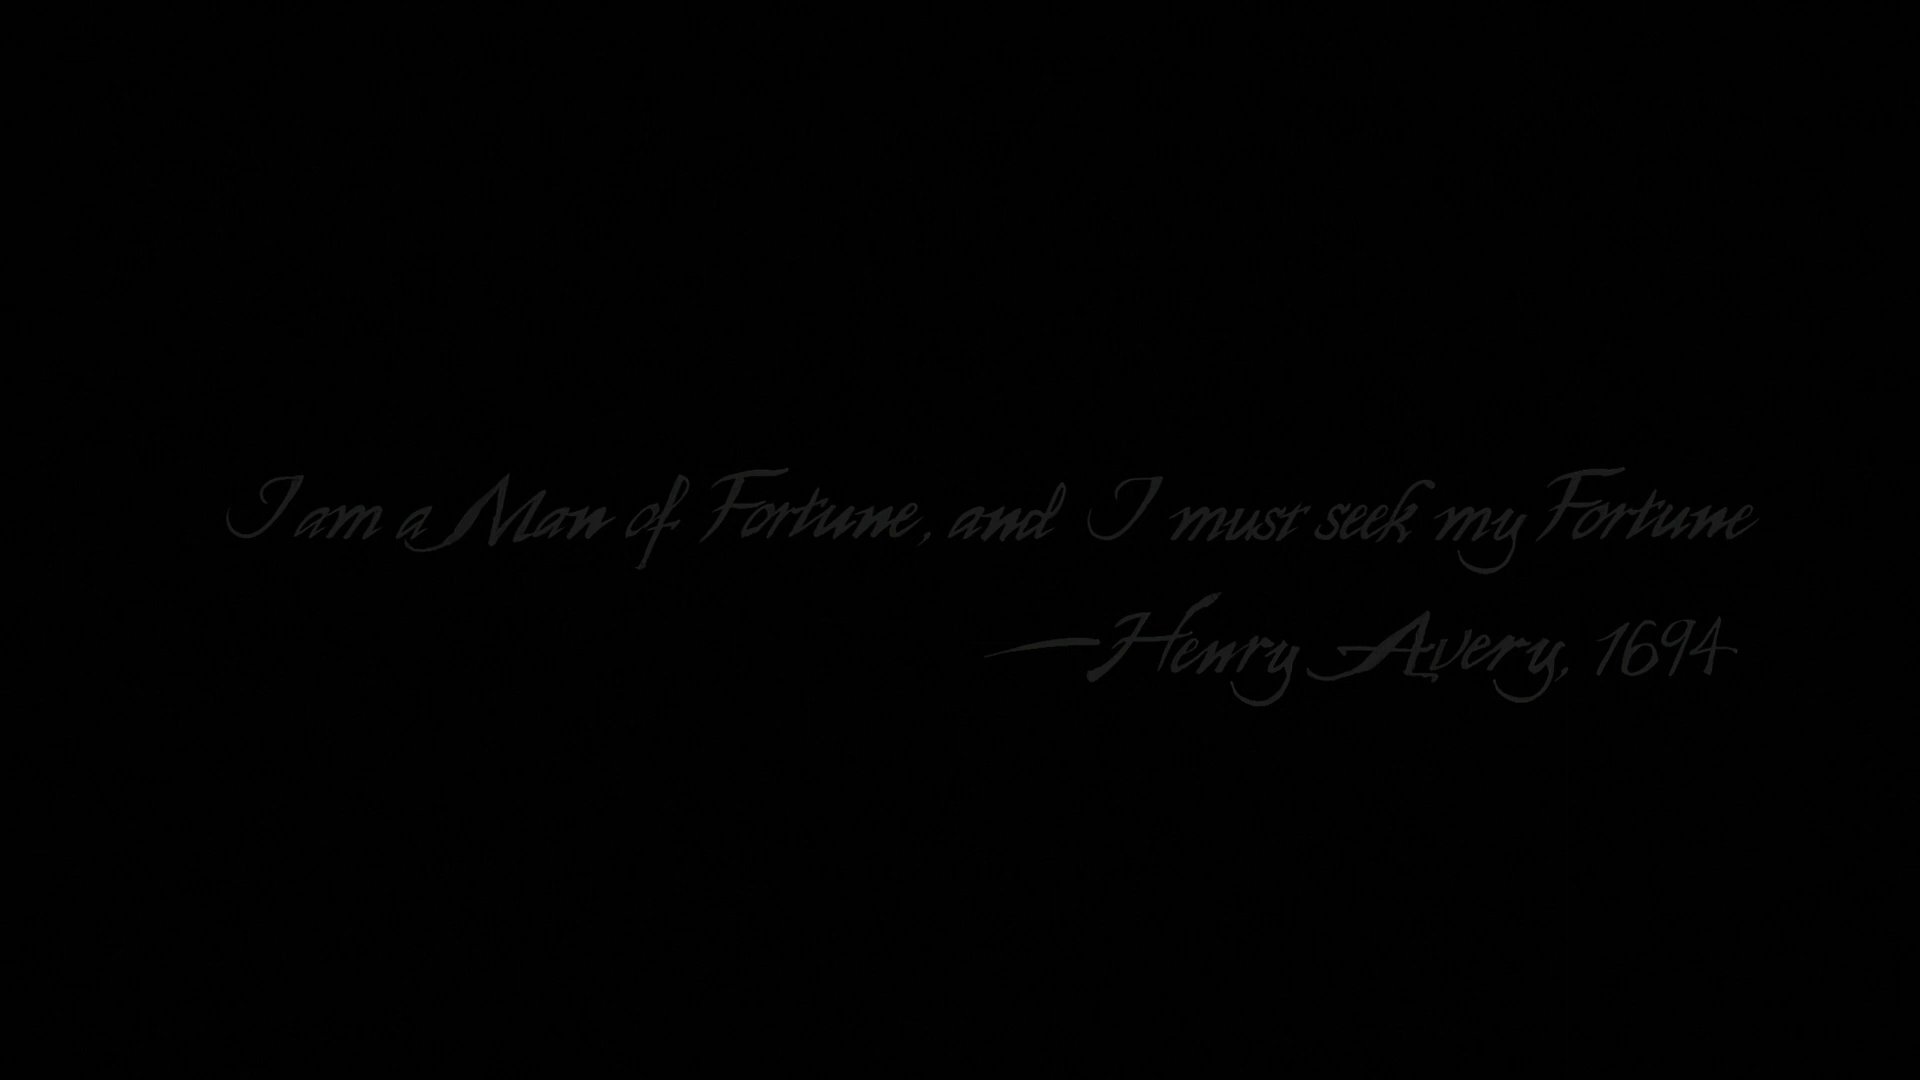 I am a Man of Fortune, and I must seek my Fortune
—Henry Avery, 1694